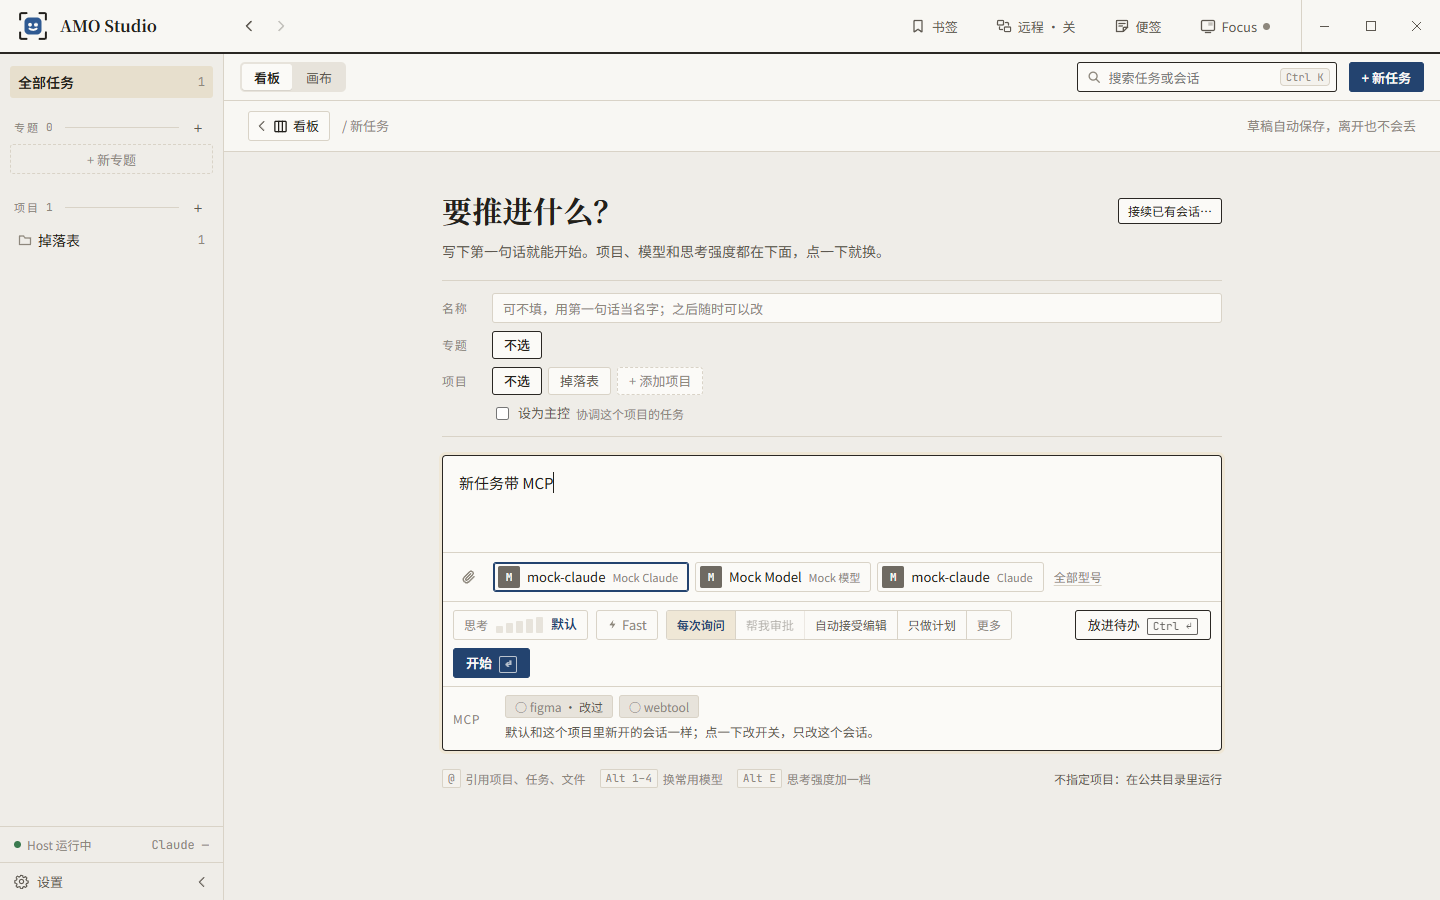 AMO Studio
书签
远程 · 关
便签
Focus
全部任务 1
看板 画布
搜索任务或会话 Ctrl K
+ 新任务
专题 0 +
+ 新专题
项目 1 +
掉落表 1
看板 / 新任务
草稿自动保存，离开也不会丢
要推进什么？
接续已有会话…
写下第一句话就能开始。项目、模型和思考强度都在下面，点一下就换。
名称 可不填，用第一句话当名字；之后随时可以改
专题 不选
项目 不选 掉落表 + 添加项目
设为主控 协调这个项目的任务
新任务带 MCP
M mock-claude Mock Claude M Mock Model Mock 模型 M mock-claude Claude 全部型号
思考 默认 Fast 每次询问 帮我审批 自动接受编辑 只做计划 更多 放进待办 Ctrl ⏎
开始 ⏎
MCP figma · 改过 webtool
默认和这个项目里新开的会话一样；点一下改开关，只改这个会话。
@ 引用项目、任务、文件 Alt 1–4 换常用模型 Alt E 思考强度加一档 不指定项目：在公共目录里运行
Host 运行中 Claude —
设置